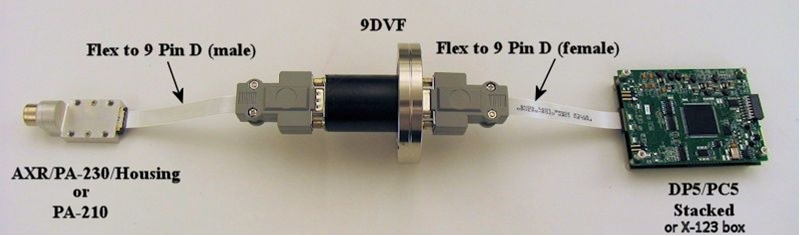 9DVF
Flex to 9 Pin D (male)
Flex to 9 Pin D (female)
AXR/PA-230/Housing
or
PA-210
DP5/PC5
Stacked
or X-123 box